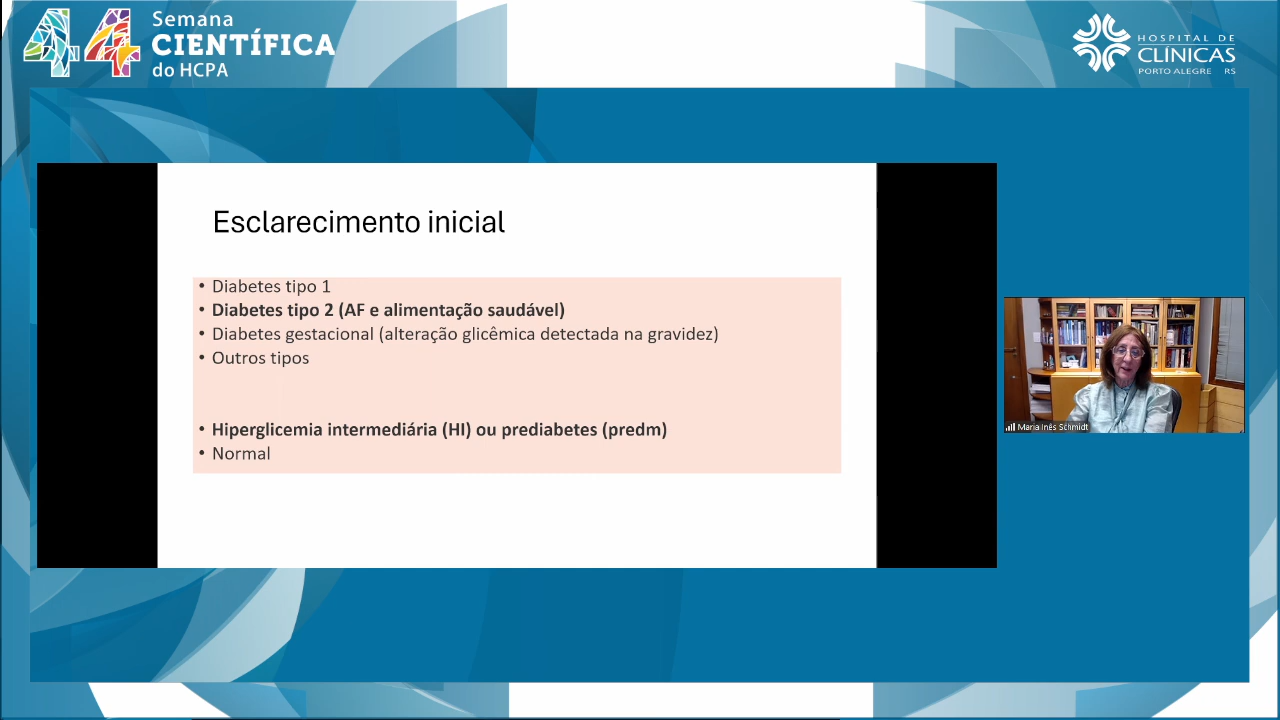 44 Semana
CIENTÍFICA
do HCPA
HOSPITAL DE
CLÍNICAS
PORTO ALEGRE RS
Esclarecimento inicial
• Diabetes tipo 1
• Diabetes tipo 2 (AF e alimentação saudável)
• Diabetes gestacional (alteração glicêmica detectada na gravidez)
• Outros tipos
• Hiperglicemia intermediária (HI) ou prediabetes (predm)
• Normal
Maria Inês Schmidt